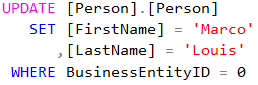 UPDATE [Person].[Person]
SET [FirstName] = 'Marco'
,[LastName] = 'Louis'
WHERE BusinessEntityID = 0